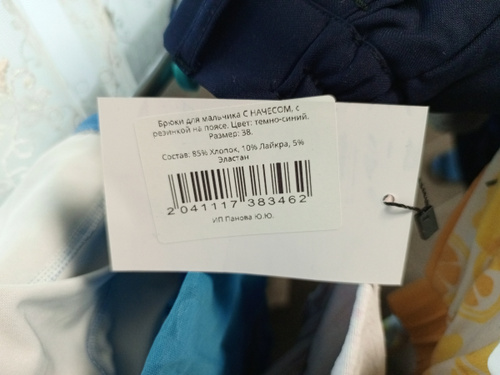 Брюки для мальчика С НАЧЕСОМ, с
резинкой на поясе. Цвет: темно-синий.
Размер: 38.
Состав: 85% Хлопок, 10% Лайкра, 5%
Эластан
2 041117 383462
ИП Панова Ю.Ю.